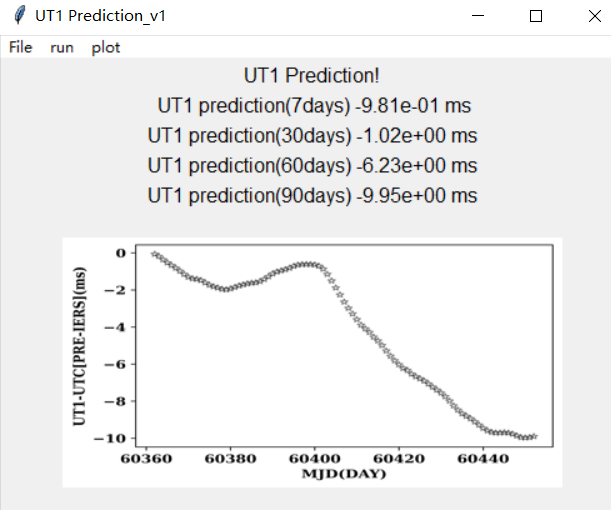 UT1 Prediction_v1
File run plot
UT1 Prediction!
UT1 prediction(7days) -9.81e-01 ms
UT1 prediction(30days) -1.02e+00 ms
UT1 prediction(60days) -6.23e+00 ms
UT1 prediction(90days) -9.95e+00 ms
UT1-UTC[PRE-IERS](ms)
0
−2
−4
−6
−8
−10
60360 60380 60400 60420 60440
MJD(DAY)